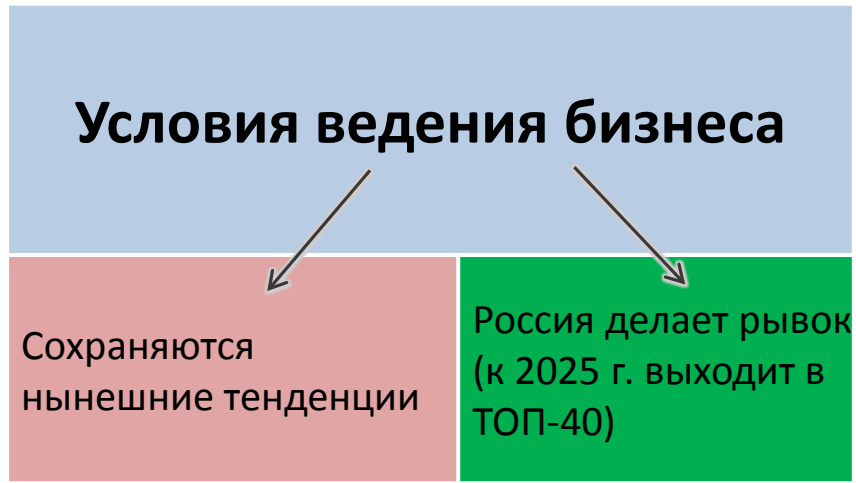 Условия ведения бизнеса
Сохраняются
нынешние тенденции
Россия делает рывок
(к 2025 г. выходит в
ТОП-40)